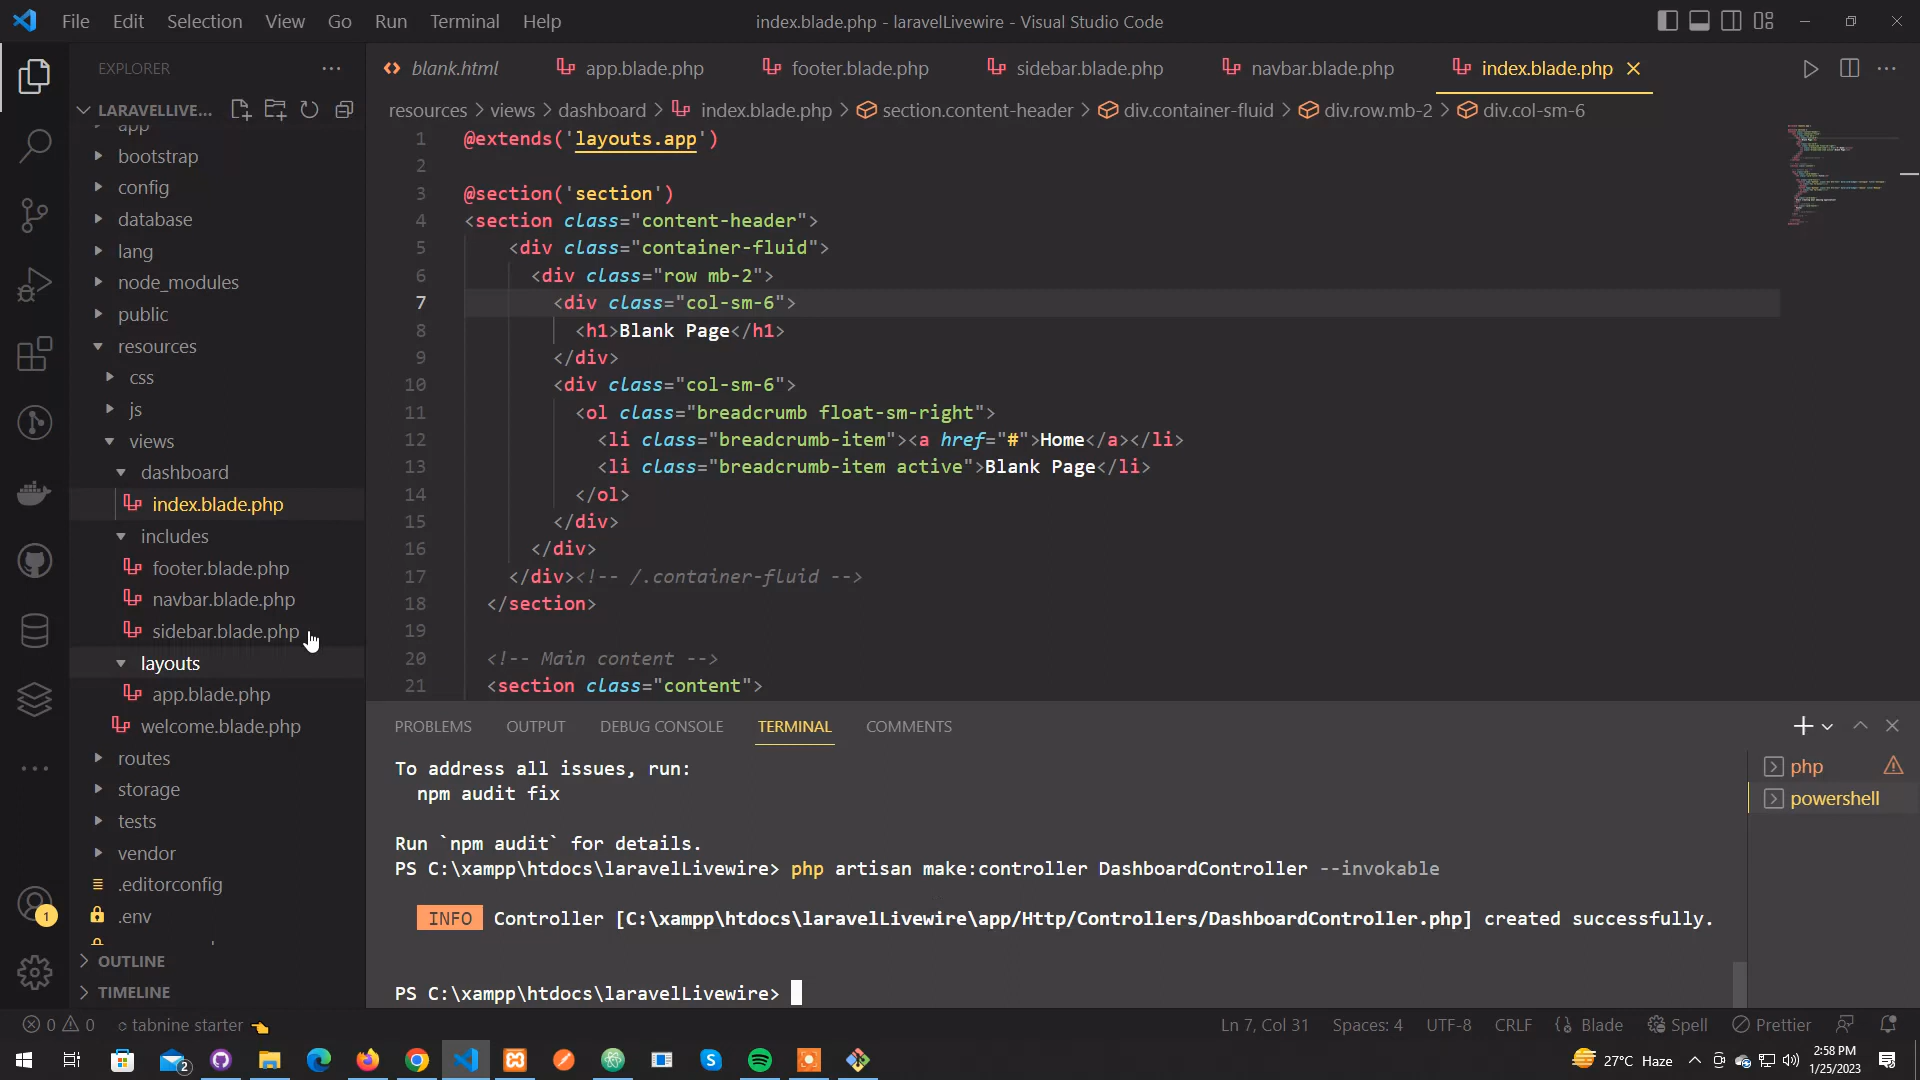 File Edit Selection View Go Run Terminal Help
index.blade.php - laravelLivewire - Visual Studio Code
EXPLORER
blank.html app.blade.php footer.blade.php sidebar.blade.php navbar.blade.php index.blade.php
LARAVELLIVE...
resources > views > dashboard > index.blade.php > section.content-header > div.container-fluid > div.row.mb-2 > div.col-sm-6
app
bootstrap
config
database
lang
node_modules
public
resources
css
js
views
dashboard
index.blade.php
includes
footer.blade.php
navbar.blade.php
sidebar.blade.php
layouts
app.blade.php
welcome.blade.php
routes
storage
tests
vendor
.editorconfig
.env
OUTLINE
TIMELINE
1 @extends('layouts.app')
2
3 @section('section')
4 <section class="content-header">
5 <div class="container-fluid">
6 <div class="row mb-2">
7 <div class="col-sm-6">
8 <h1>Blank Page</h1>
9 </div>
10 <div class="col-sm-6">
11 <ol class="breadcrumb float-sm-right">
12 <li class="breadcrumb-item"><a href="#">Home</a></li>
13 <li class="breadcrumb-item active">Blank Page</li>
14 </ol>
15 </div>
16 </div>
17 </div><!-- /.container-fluid -->
18 </section>
19
20 <!-- Main content -->
21 <section class="content">
PROBLEMS OUTPUT DEBUG CONSOLE TERMINAL COMMENTS
To address all issues, run:
npm audit fix
Run `npm audit` for details.
PS C:\xampp\htdocs\laravelLivewire> php artisan make:controller DashboardController --invokable
INFO Controller [C:\xampp\htdocs\laravelLivewire\app/Http/Controllers/DashboardController.php] created successfully.
PS C:\xampp\htdocs\laravelLivewire>
php
powershell
1
0 0 tabnine starter
Ln 7, Col 31 Spaces: 4 UTF-8 CRLF Blade Spell Prettier
2
27°C Haze
2:58 PM
1/25/2023